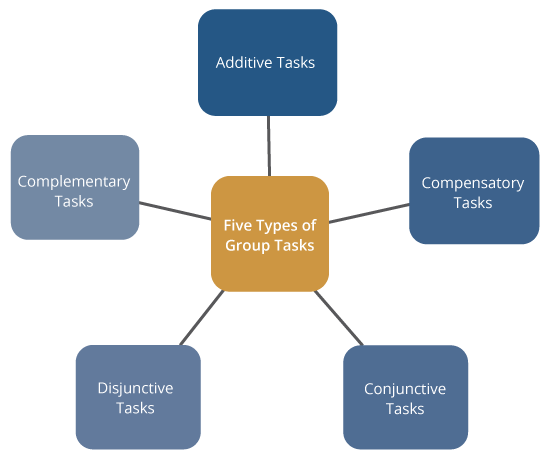 Additive Tasks
Complementary
Tasks
Compensatory
Tasks
Five Types of
Group Tasks
Disjunctive
Tasks
Conjunctive
Tasks